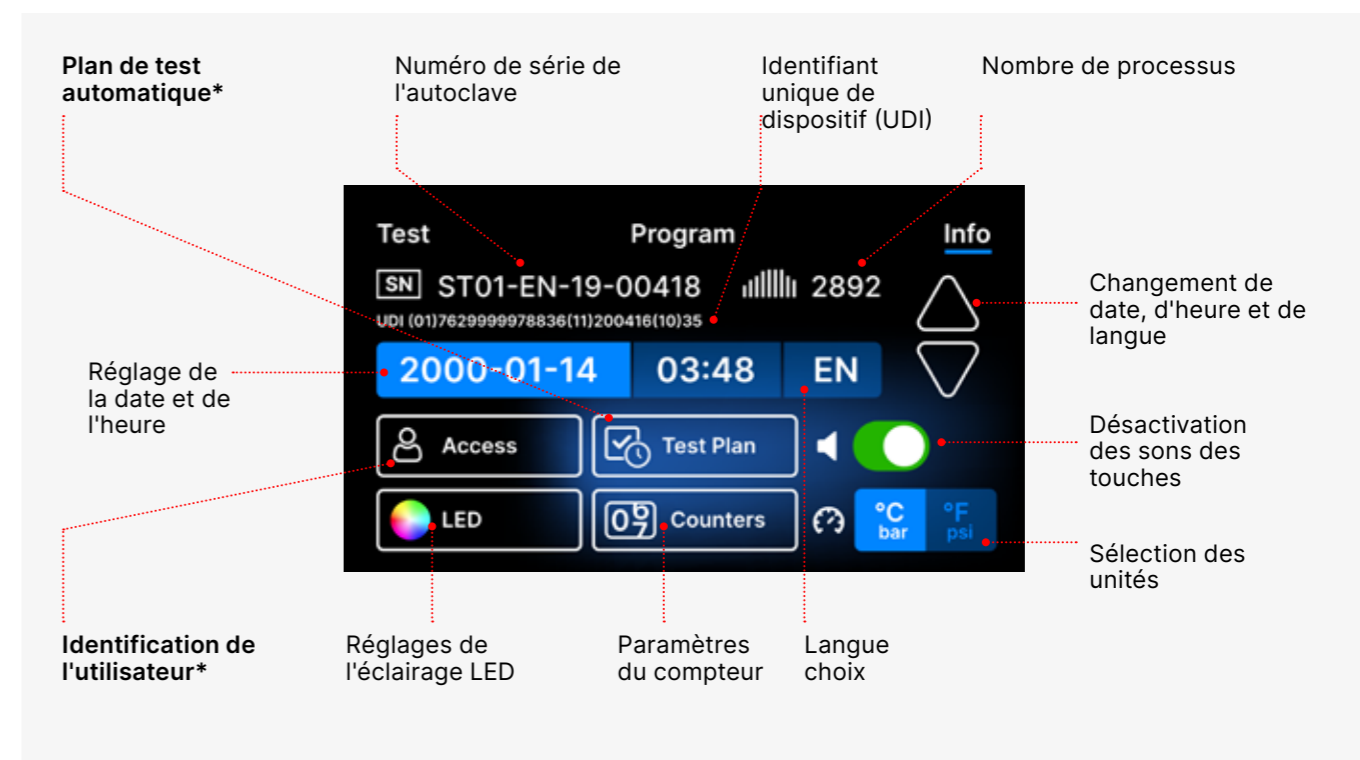 Plan de test
automatique*
Numéro de série de
l'autoclave
Identifiant
unique de
dispositif (UDI)
Nombre de processus
Test
Program
Info
SN ST01-EN-19-00418
2892
UDI (01)7629999978836(11)200416(10)35
Changement de
date, d'heure et de
langue
2000-01-14
03:48
EN
Réglage de
la date et de
l'heure
Access
Test Plan
Désactivation
des sons des
touches
LED
Counters
°C
bar
°F
psi
Sélection des
unités
Identification de
l'utilisateur*
Réglages de
l'éclairage LED
Paramètres
du compteur
Langue
choix